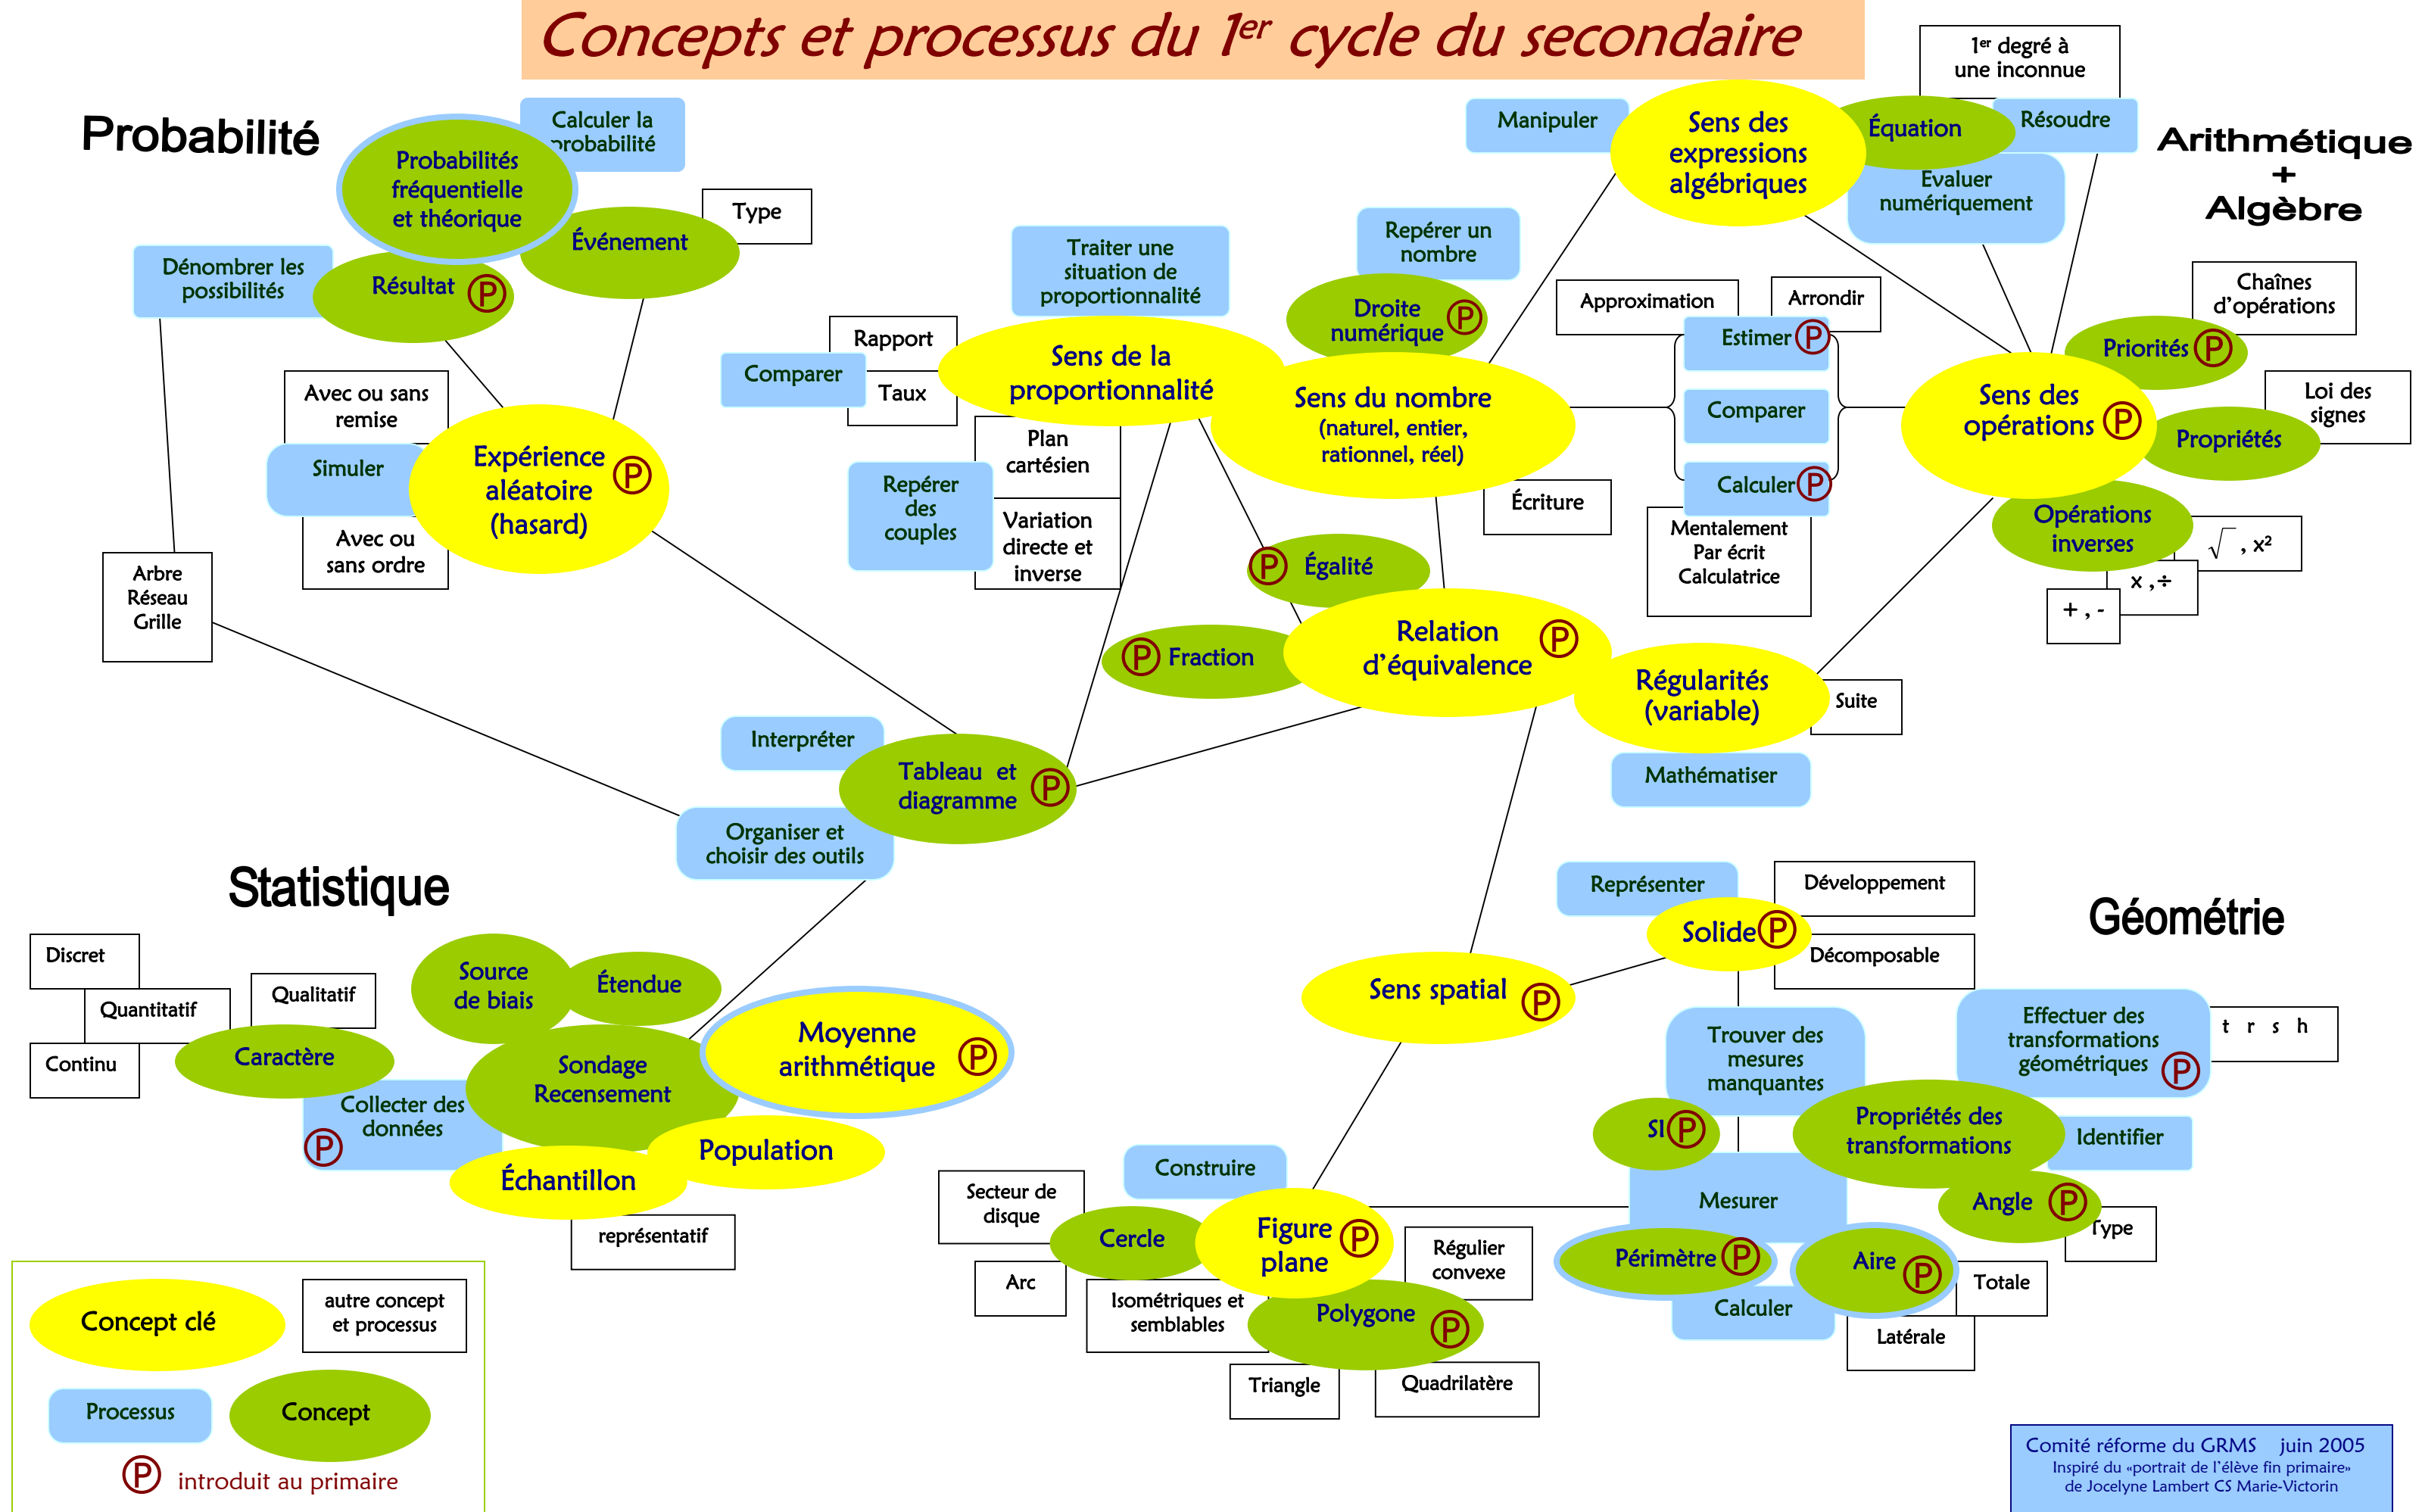 Concepts et processus du 1er cycle du secondaire
Probabilité
Calculer la
probabilité
Probabilités
fréquentielle
et théorique
Type
Événement
Dénombrer les
possibilités
Résultat
P
Avec ou sans
remise
Simuler
Expérience
aléatoire
(hasard)
P
Avec ou
sans ordre
Arbre
Réseau
Grille
Traiter une
situation de
proportionnalité
Rapport
Comparer
Taux
Sens de la
proportionnalité
Plan
cartésien
Repérer
des
couples
Variation
directe et
inverse
Repérer un
nombre
Droite
numérique
P
Sens du nombre
(naturel, entier,
rationnel, réel)
Écriture
P
Égalité
P
Fraction
Relation
d'équivalence
P
Régularités
(variable)
Suite
Mathématiser
Manipuler
Sens des
expressions
algébriques
1er degré à
une inconnue
Équation
Résoudre
Evaluer
numériquement
Arithmétique
+
Algèbre
Approximation
Arrondir
Estimer
P
Comparer
Calculer
P
Mentalement
Par écrit
Calculatrice
Chaînes
d'opérations
Priorités
P
Sens des
opérations
P
Loi des
signes
Propriétés
Opérations
inverses
√ , x²
x ,÷
+ , -
Interpréter
Tableau et
diagramme
P
Organiser et
choisir des outils
Statistique
Discret
Quantitatif
Qualitatif
Continu
Caractère
Source
de biais
Étendue
Sondage
Recensement
Moyenne
arithmétique
P
Collecter des
données
P
Population
Échantillon
représentatif
Géométrie
Représenter
Développement
Solide
P
Décomposable
Sens spatial
P
Trouver des
mesures
manquantes
Effectuer des
transformations
géométriques
P
t r s h
SI
P
Propriétés des
transformations
Identifier
Mesurer
Angle
P
Type
Périmètre
P
Aire
P
Totale
Calculer
Latérale
Construire
Secteur de
disque
Cercle
Figure
plane
P
Arc
Isométriques et
semblables
Régulier
convexe
Polygone
P
Triangle
Quadrilatère
Concept clé
autre concept
et processus
Processus
Concept
P
introduit au primaire
Comité réforme du GRMS juin 2005
Inspiré du «portrait de l'élève fin primaire»
de Jocelyne Lambert CS Marie-Victorin